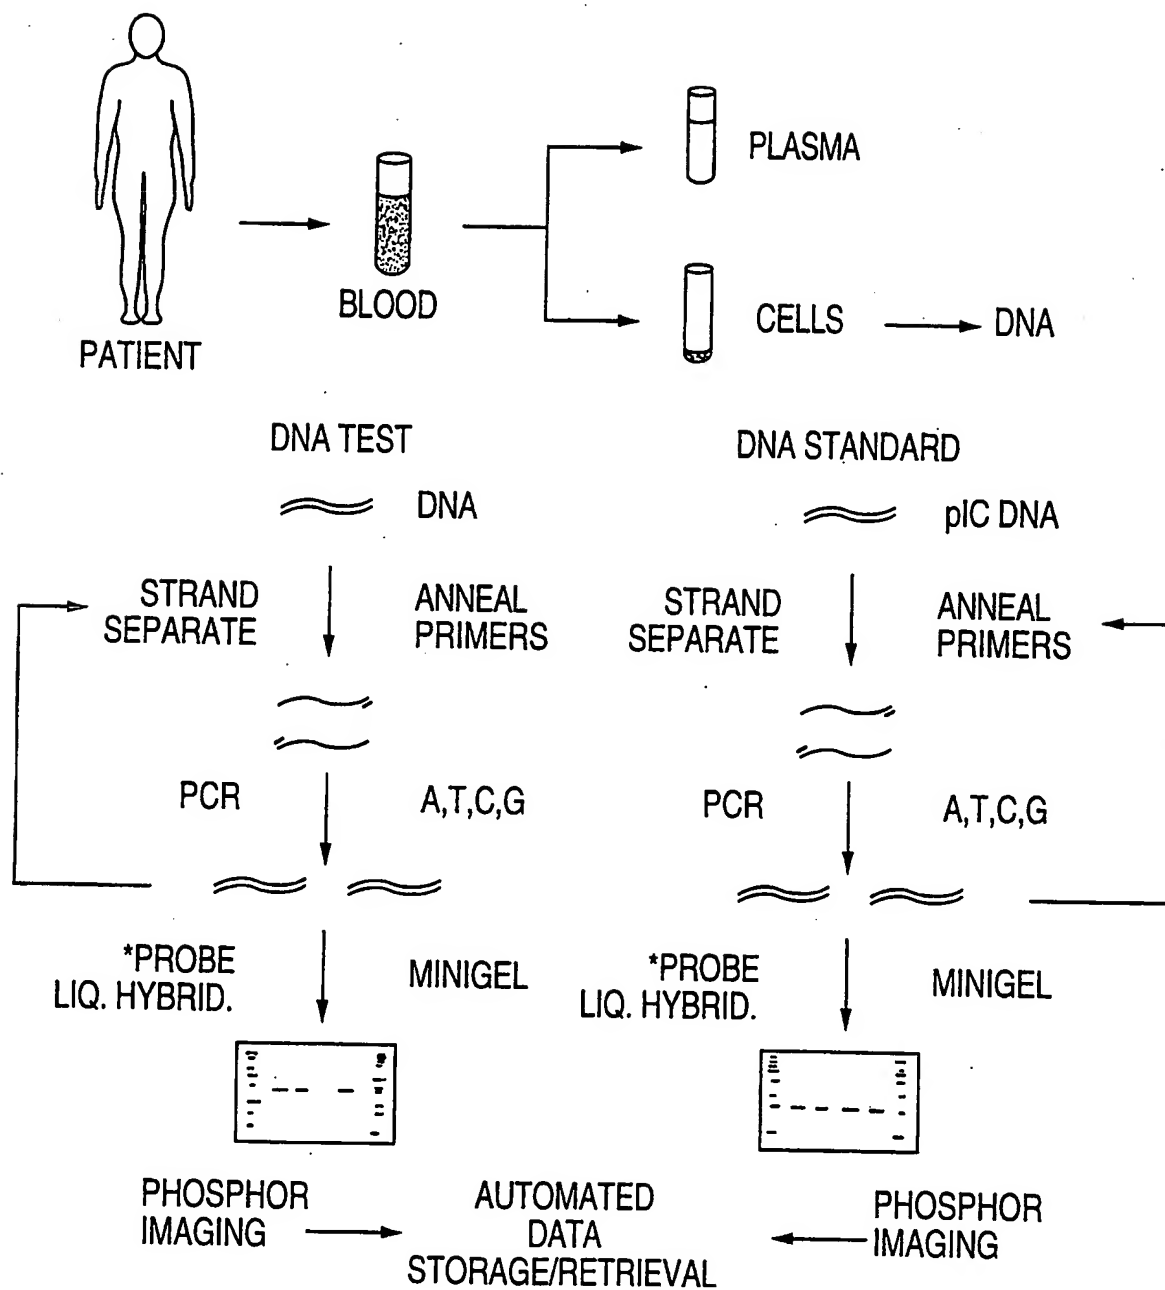 PLASMA
BLOOD
CELLS
DNA
PATIENT
DNA TEST
DNA STANDARD
DNA
pIC DNA
STRAND
SEPARATE
ANNEAL
PRIMERS
STRAND
SEPARATE
ANNEAL
PRIMERS
PCR
A,T,C,G
PCR
A,T,C,G
*PROBE
LIQ. HYBRID.
MINIGEL
*PROBE
LIQ. HYBRID.
MINIGEL
PHOSPHOR
IMAGING
AUTOMATED
DATA
STORAGE/RETRIEVAL
PHOSPHOR
IMAGING